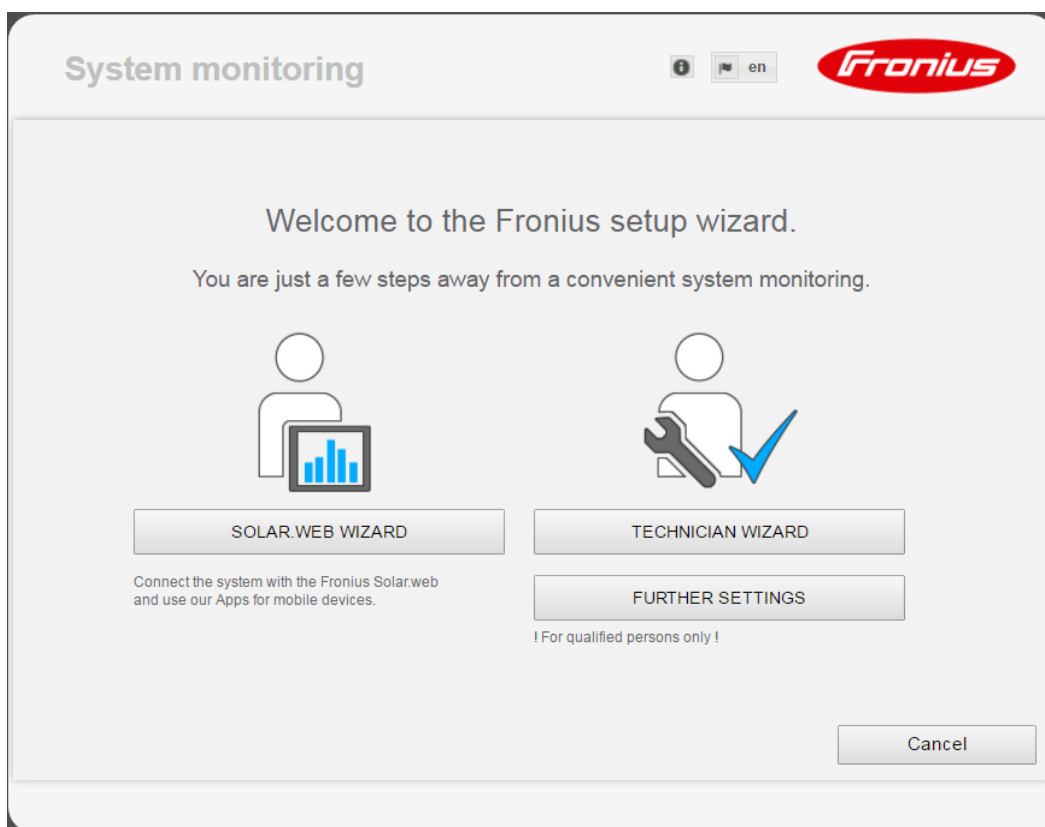 System monitoring
en
Fronius
Welcome to the Fronius setup wizard.
You are just a few steps away from a convenient system monitoring.
SOLAR.WEB WIZARD
Connect the system with the Fronius Solar.web
and use our Apps for mobile devices.
TECHNICIAN WIZARD
FURTHER SETTINGS
! For qualified persons only !
Cancel